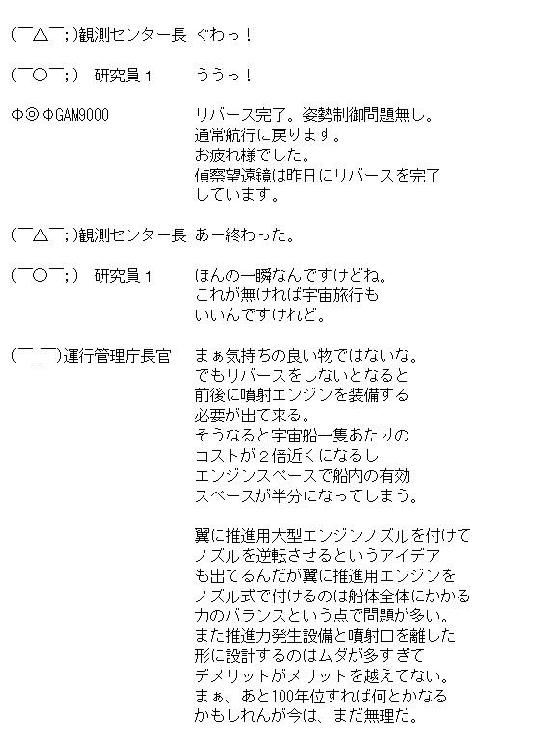 (￣△￣;)観測センター長 ぐわっ！
(￣○￣;) 研究員１ ううっ！
Φ◎ΦGAM9000 リバース完了。姿勢制御問題無し。
通常航行に戻ります。
お疲れ様でした。
偵察望遠鏡は昨日にリバースを完了
しています。
(￣△￣;)観測センター長 あー終わった。
(￣○￣;) 研究員１ ほんの一瞬なんですけどね。
これが無ければ宇宙旅行も
いいんですけれど。
(￣ ￣)運行管理庁長官 まぁ気持ちの良い物ではないな。
でもリバースをしないとなると
前後に噴射エンジンを装備する
必要が出て来る。
そうなると宇宙船一隻あたりの
コストが２倍近くになるし
エンジンスペースで船内の有効
スペースが半分になってしまう。
翼に推進用大型エンジンノズルを付けて
ノズルを逆転させるというアイデア
も出てるんだが翼に推進用エンジンを
ノズル式で付けるのは船体全体にかかる
力のバランスという点で問題が多い。
また推進力発生設備と噴射口を離した
形に設計するのはムダが多すぎて
デメリットがメリットを越えてない。
まぁ、あと100年位すれば何とかなる
かもしれんが今は、まだ無理だ。